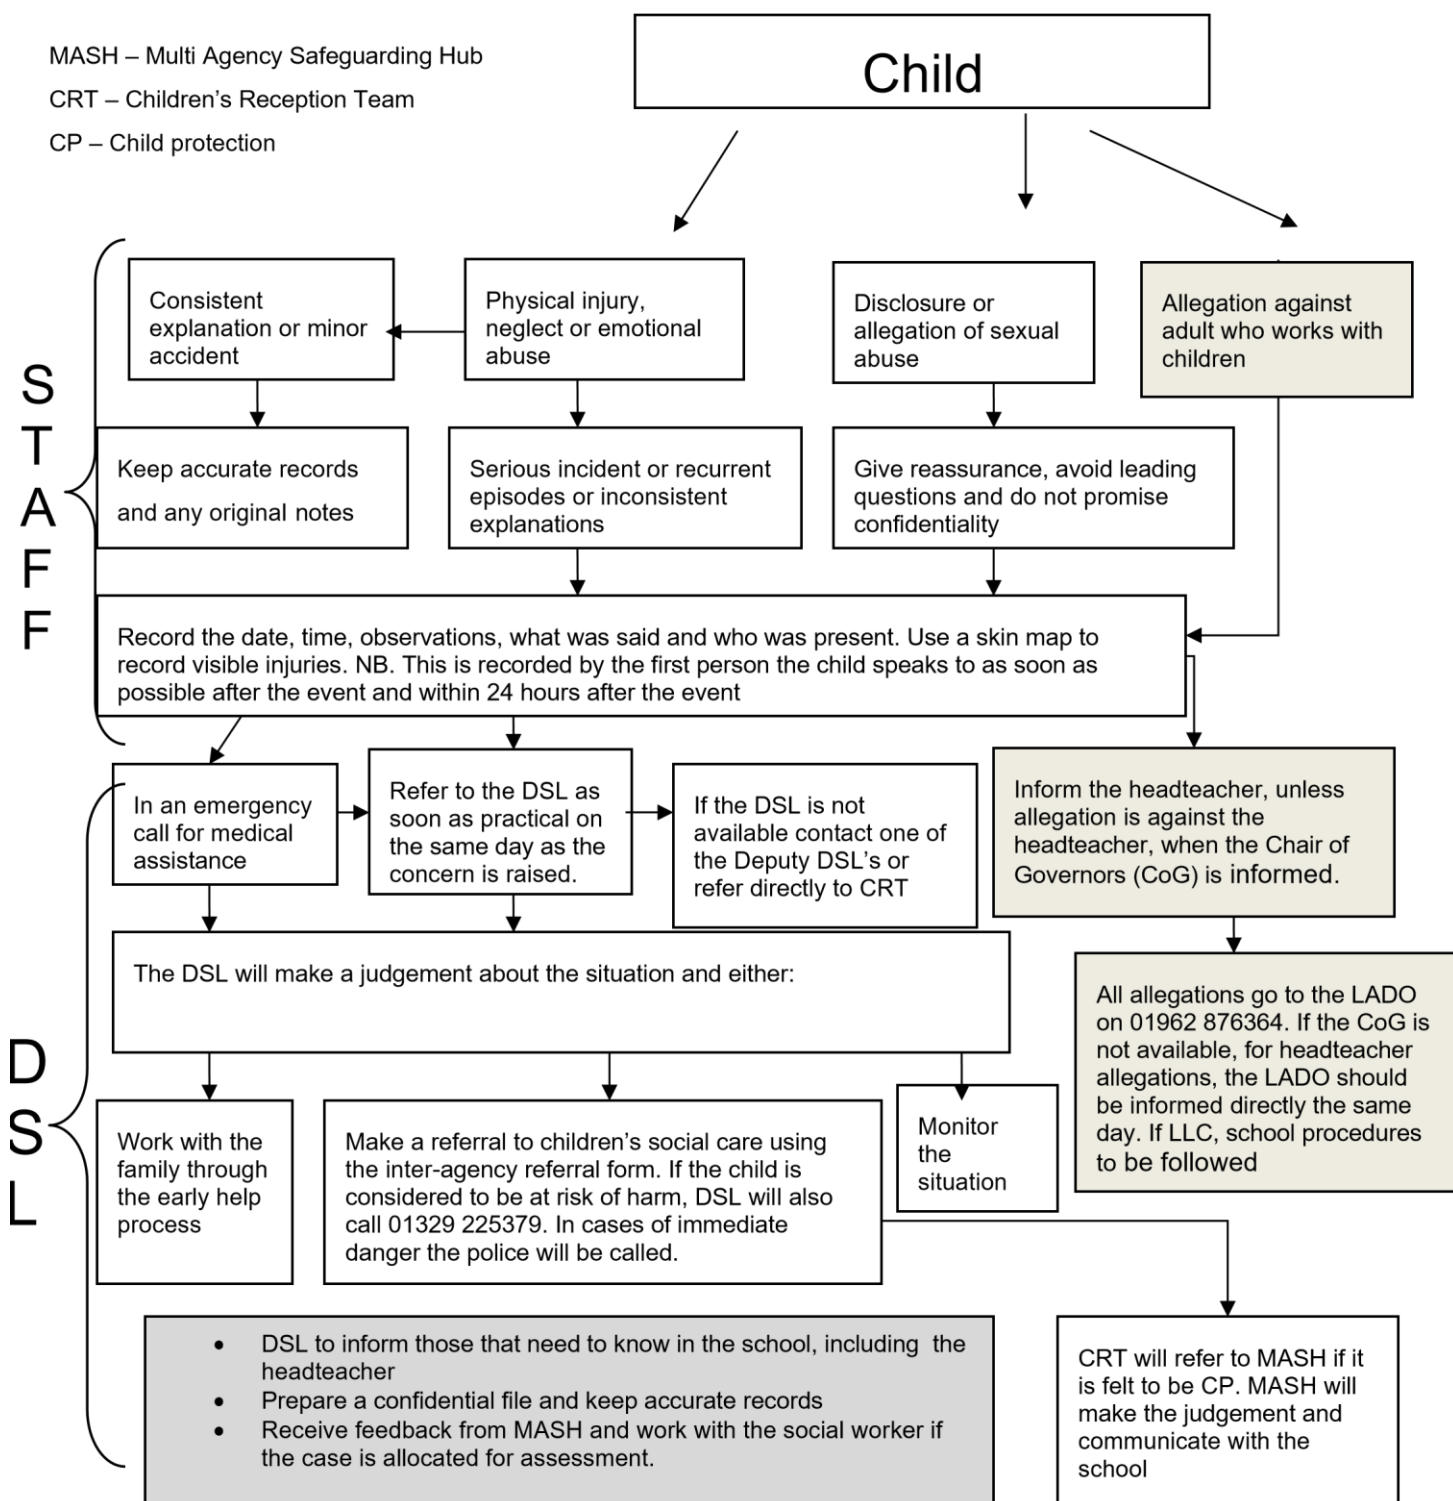 MASH – Multi Agency Safeguarding Hub
CRT – Children's Reception Team
CP – Child protection
Child
STAFF
Consistent
explanation or minor
accident
Physical injury,
neglect or emotional
abuse
Disclosure or
allegation of sexual
abuse
Allegation against
adult who works with
children
Keep accurate records
and any original notes
Serious incident or recurrent
episodes or inconsistent
explanations
Give reassurance, avoid leading
questions and do not promise
confidentiality
Record the date, time, observations, what was said and who was present. Use a skin map to
record visible injuries. NB. This is recorded by the first person the child speaks to as soon as
possible after the event and within 24 hours after the event
DSL
In an emergency
call for medical
assistance
Refer to the DSL as
soon as practical on
the same day as the
concern is raised.
If the DSL is not
available contact one of
the Deputy DSL's or
refer directly to CRT
Inform the headteacher, unless
allegation is against the
headteacher, when the Chair of
Governors (CoG) is informed.
The DSL will make a judgement about the situation and either:
All allegations go to the LADO
on 01962 876364. If the CoG is
not available, for headteacher
allegations, the LADO should
be informed directly the same
day. If LLC, school procedures
to be followed
Work with the
family through
the early help
process
Make a referral to children's social care using
the inter-agency referral form. If the child is
considered to be at risk of harm, DSL will also
call 01329 225379. In cases of immediate
danger the police will be called.
Monitor
the
situation
• DSL to inform those that need to know in the school, including the
headteacher
• Prepare a confidential file and keep accurate records
• Receive feedback from MASH and work with the social worker if
the case is allocated for assessment.
CRT will refer to MASH if it
is felt to be CP. MASH will
make the judgement and
communicate with the
school